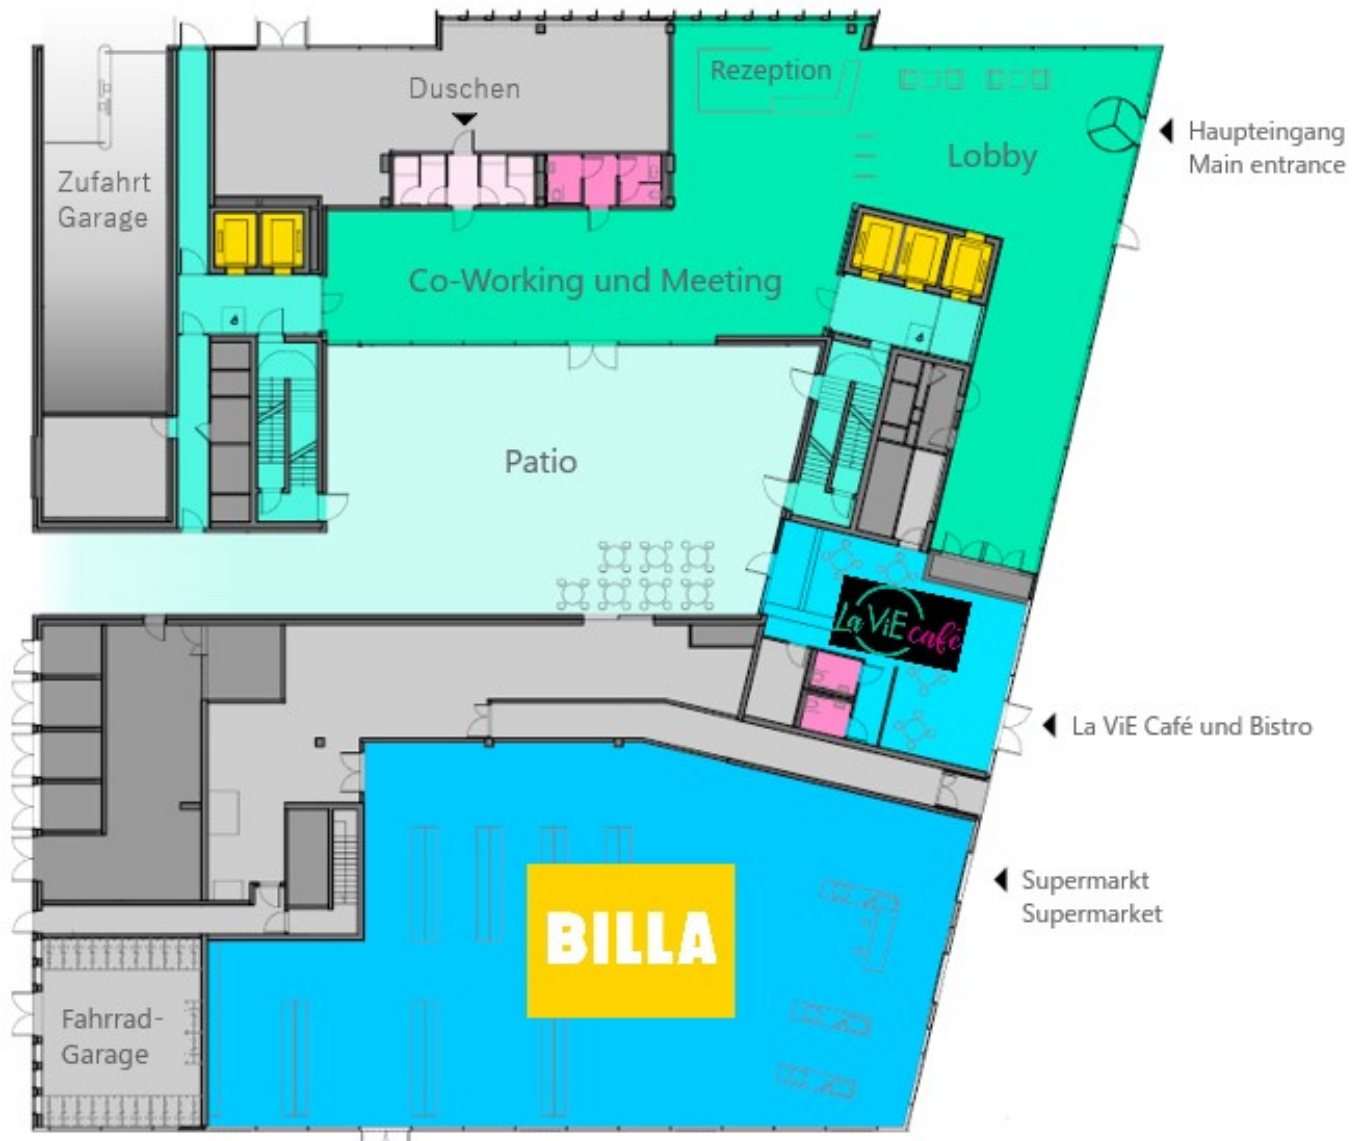 Rezeption
Duschen
Haupteingang
Main entrance
Lobby
Zufahrt
Garage
Co-Working und Meeting
Patio
La ViE café
La ViE Café und Bistro
Supermarkt
Supermarket
BILLA
Fahrrad-
Garage